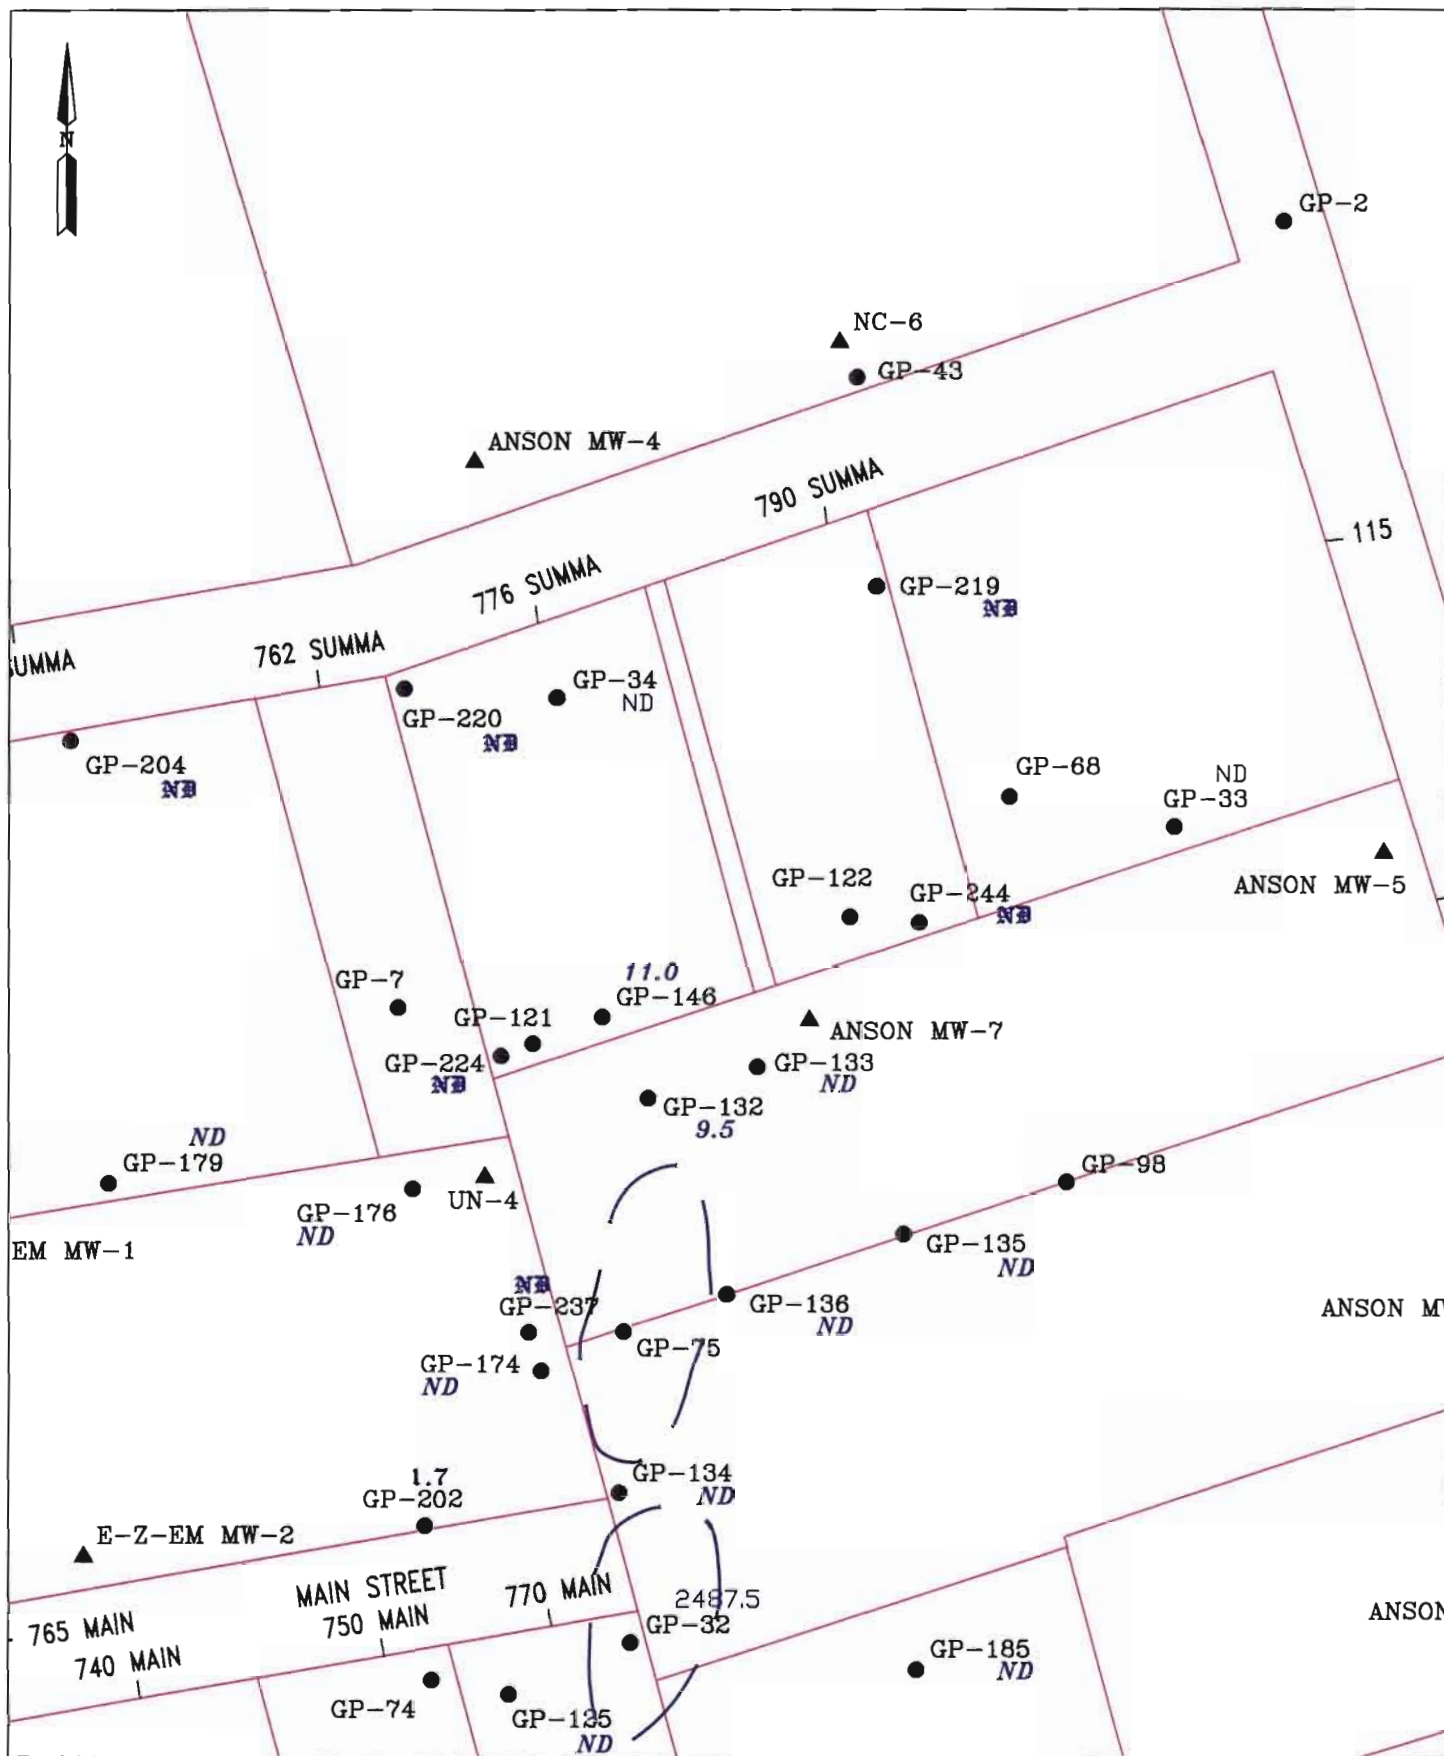 N
GP-2
NC-6
GP-43
ANSON MW-4
790 SUMMA
115
776 SUMMA
GP-219
ND
762 SUMMA
SUMMA
GP-34
ND
GP-220
ND
GP-204
ND
GP-68
ND
GP-33
ANSON MW-5
GP-122
GP-244
ND
11.0
GP-146
GP-7
GP-121
ANSON MW-7
GP-224
ND
GP-133
ND
GP-132
9.5
ND
GP-179
GP-98
UN-4
GP-176
ND
EM MW-1
GP-135
ND
ND
GP-237
GP-136
ND
ANSON MW
GP-75
GP-174
ND
1.7
GP-202
GP-134
ND
E-Z-EM MW-2
MAIN STREET
770 MAIN
2487.5
GP-32
ANSON
765 MAIN
750 MAIN
740 MAIN
GP-185
ND
GP-74
GP-125
ND